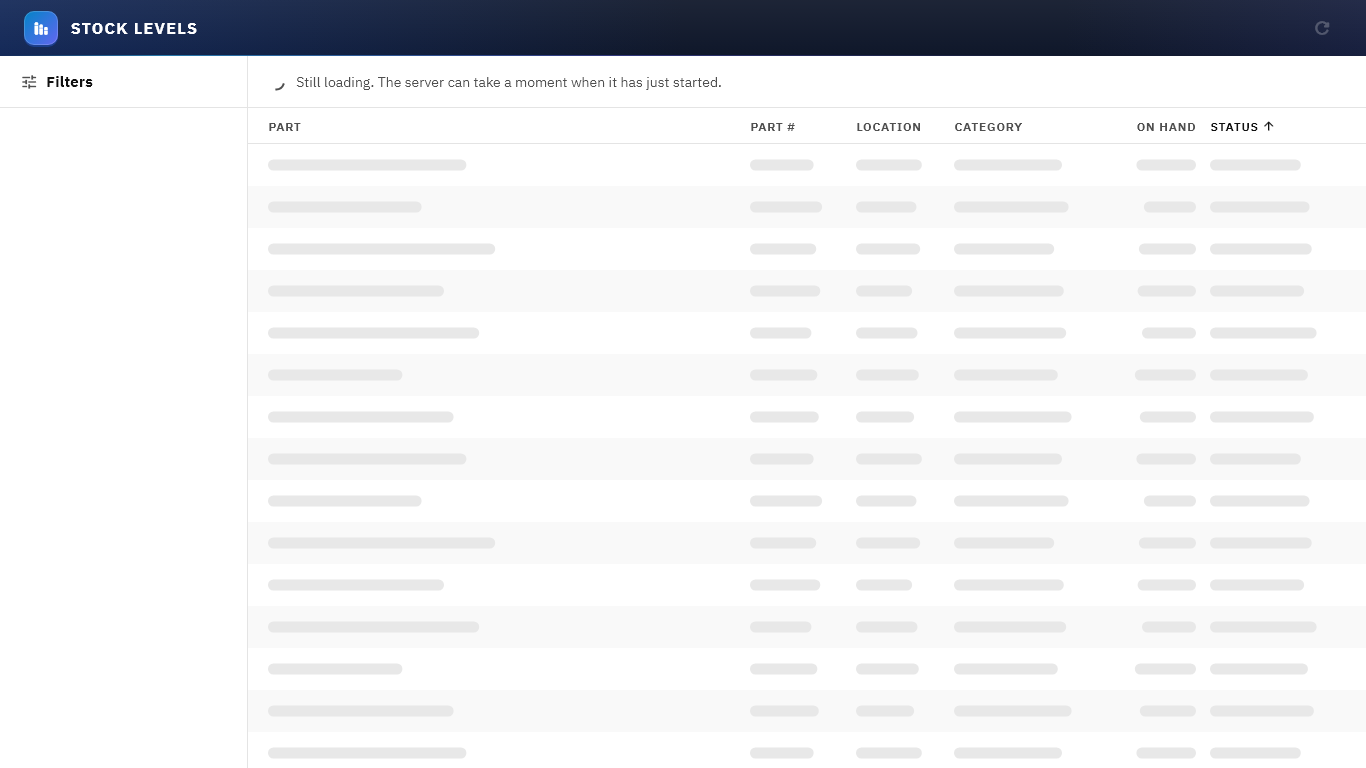 STOCK LEVELS
Filters
Still loading. The server can take a moment when it has just started.
PART PART # LOCATION CATEGORY ON HAND STATUS